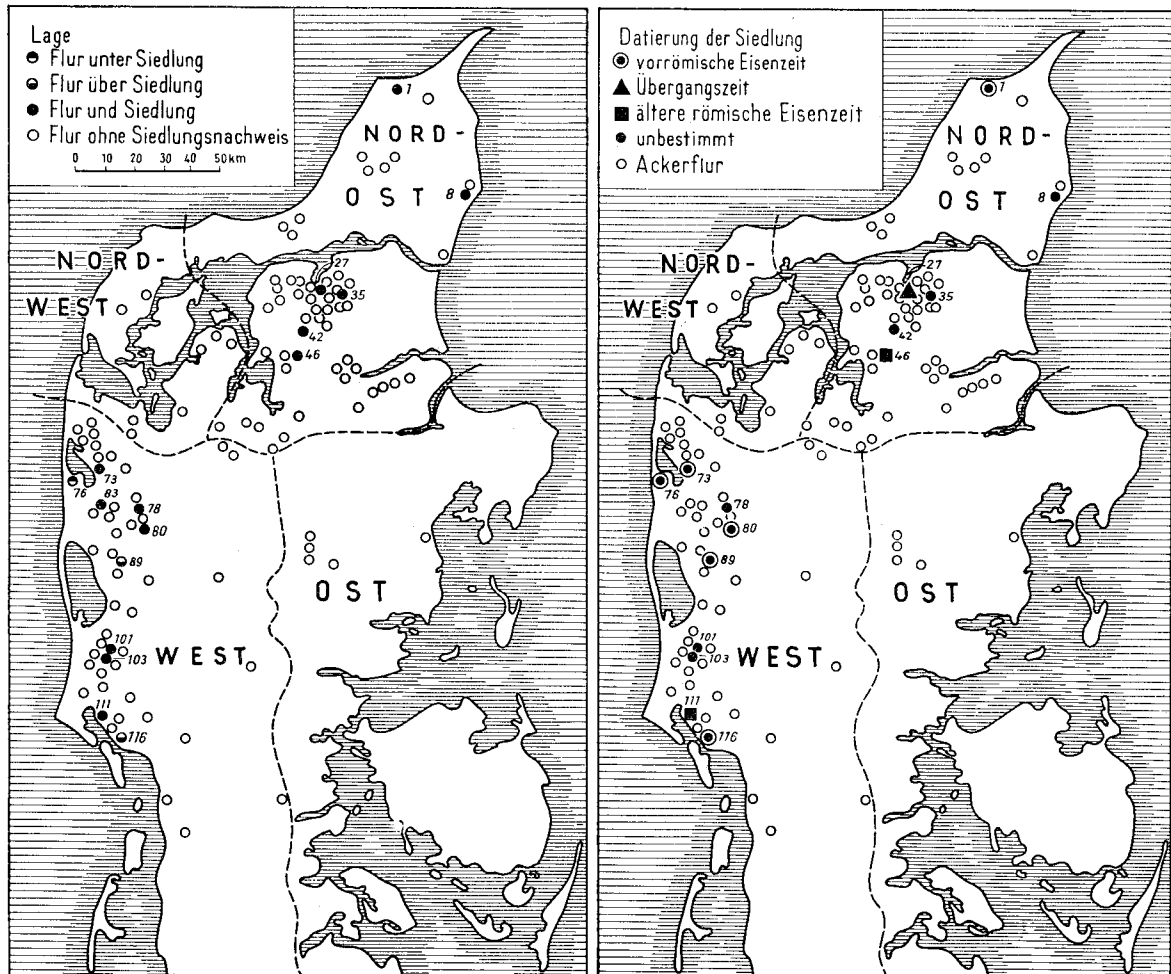 Lage
Flur unter Siedlung
Flur über Siedlung
Flur und Siedlung
Flur ohne Siedlungsnachweis
0 10 20 50km
1
NORD-
OST
8
NORD-
WEST
27
35
42
46
73
76
83
78
80
89
OST
101
WEST
103
111
116
Datierung der Siedlung
vorrömische Eisenzeit
Übergangszeit
ältere römische Eisenzeit
unbestimmt
Ackerflur
1
NORD-
OST
8
NORD-
WEST
27
35
42
46
73
76
78
80
89
OST
101
WEST
103
111
116